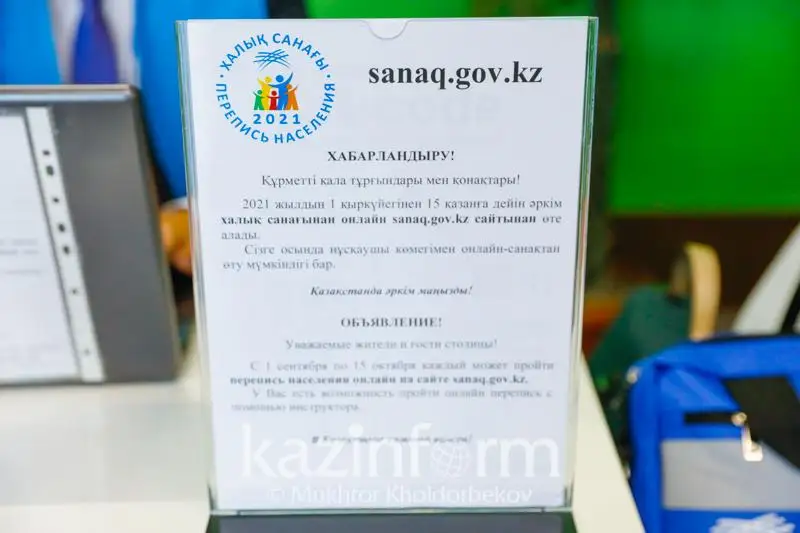 ХАЛЫҚ САНАҒЫ
2021
ПЕРЕПИСЬ НАСЕЛЕНИЯ
sanaq.gov.kz
ХАБАРЛАНДЫРУ!
Құрметті қала тұрғындары мен қонақтары!
2021 жылдың 1 қыркүйегінен 15 қазанға дейін әркім
халық санағынан онлайн sanaq.gov.kz сайтынан өте
алады.
Сізге осында нұсқаушы көмегімен онлайн-санақтан
өту мүмкіндігі бар.
Қазақстанда әркім маңызды!
ОБЪЯВЛЕНИЕ!
Уважаемые жители и гости столицы!
С 1 сентября по 15 октября каждый может пройти
перепись населения онлайн на сайте sanaq.gov.kz.
У Вас есть возможность пройти онлайн перепись с
помощью инструктора.
В Казахстане
kazinform
© Mukhtor Kholdorbekov